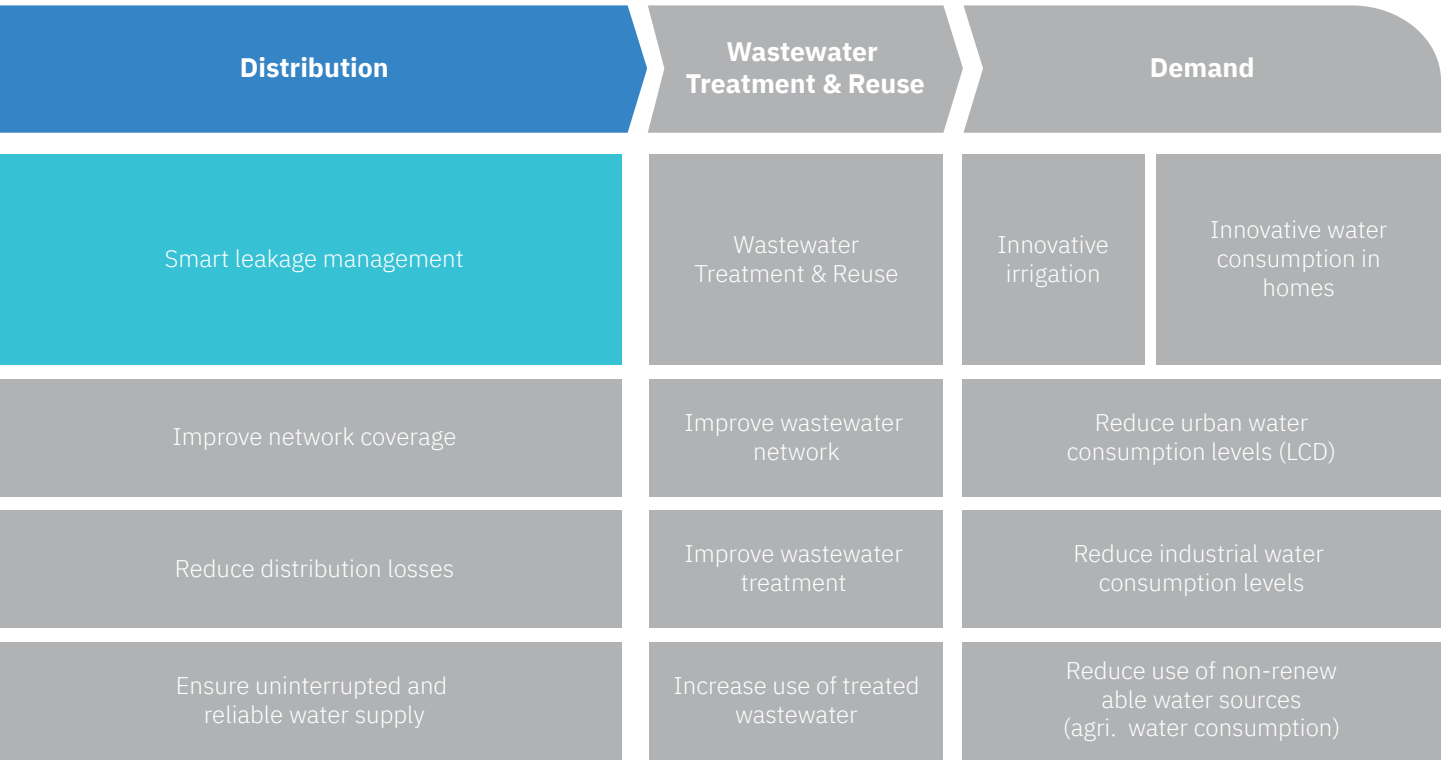 Distribution
Wastewater
Treatment & Reuse
Demand
Smart leakage management
Wastewater
Treatment & Reuse
Innovative
irrigation
Innovative water
consumption in
homes
Improve network coverage
Improve wastewater
network
Reduce urban water
consumption levels (LCD)
Reduce distribution losses
Improve wastewater
treatment
Reduce industrial water
consumption levels
Ensure uninterrupted and
reliable water supply
Increase use of treated
wastewater
Reduce use of non-renew
able water sources
(agri.  water consumption)